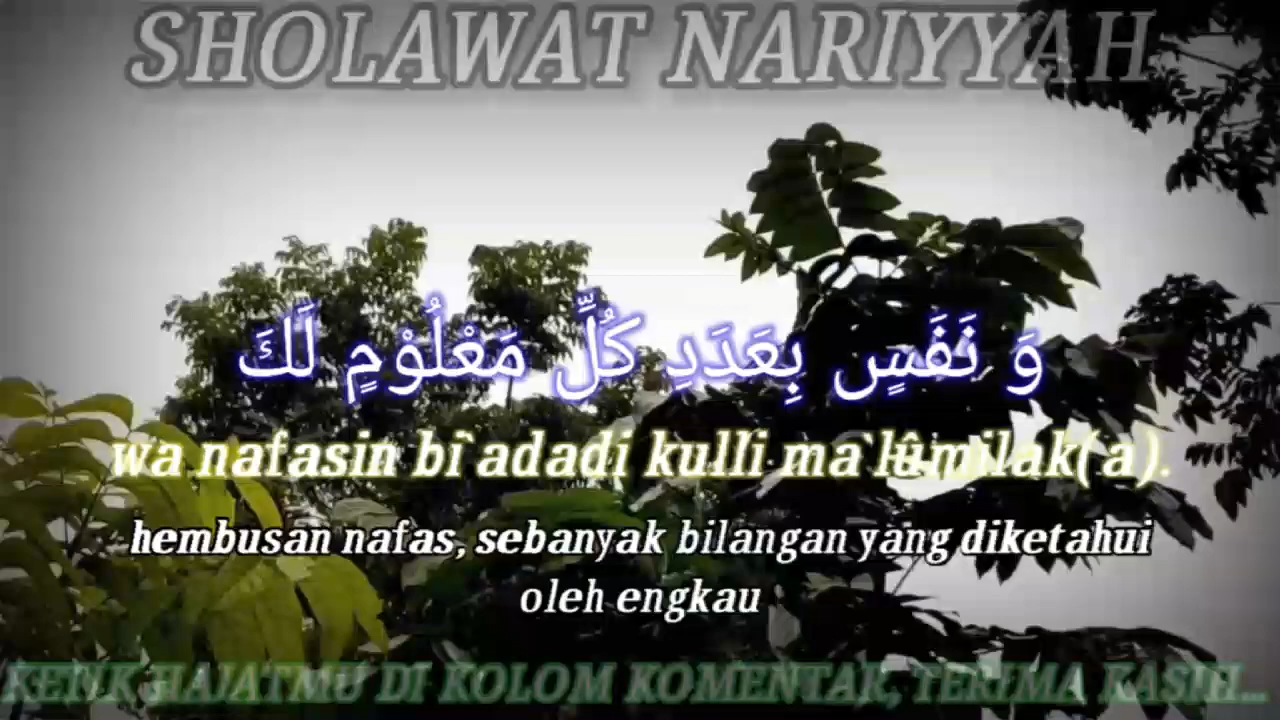 SHOLAWAT NARIYYAH
وَ نَفَسٍ بِعَدَدِ كُلِّ مَعْلُوْمٍ لَّكَ
wa nafasin bi`adadi kulli ma`lûmilak(a).
hembusan nafas, sebanyak bilangan yang diketahui
oleh engkau
KETIK HAJATMU DI KOLOM KOMENTAR, TERIMA KASIH...